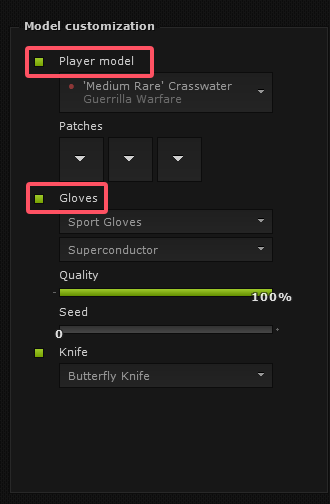 Model customization
Player model
'Medium Rare' Crasswater
Guerrilla Warfare
Patches
Gloves
Sport Gloves
Superconductor
Quality
- 100%
Seed
0 +
Knife
Butterfly Knife